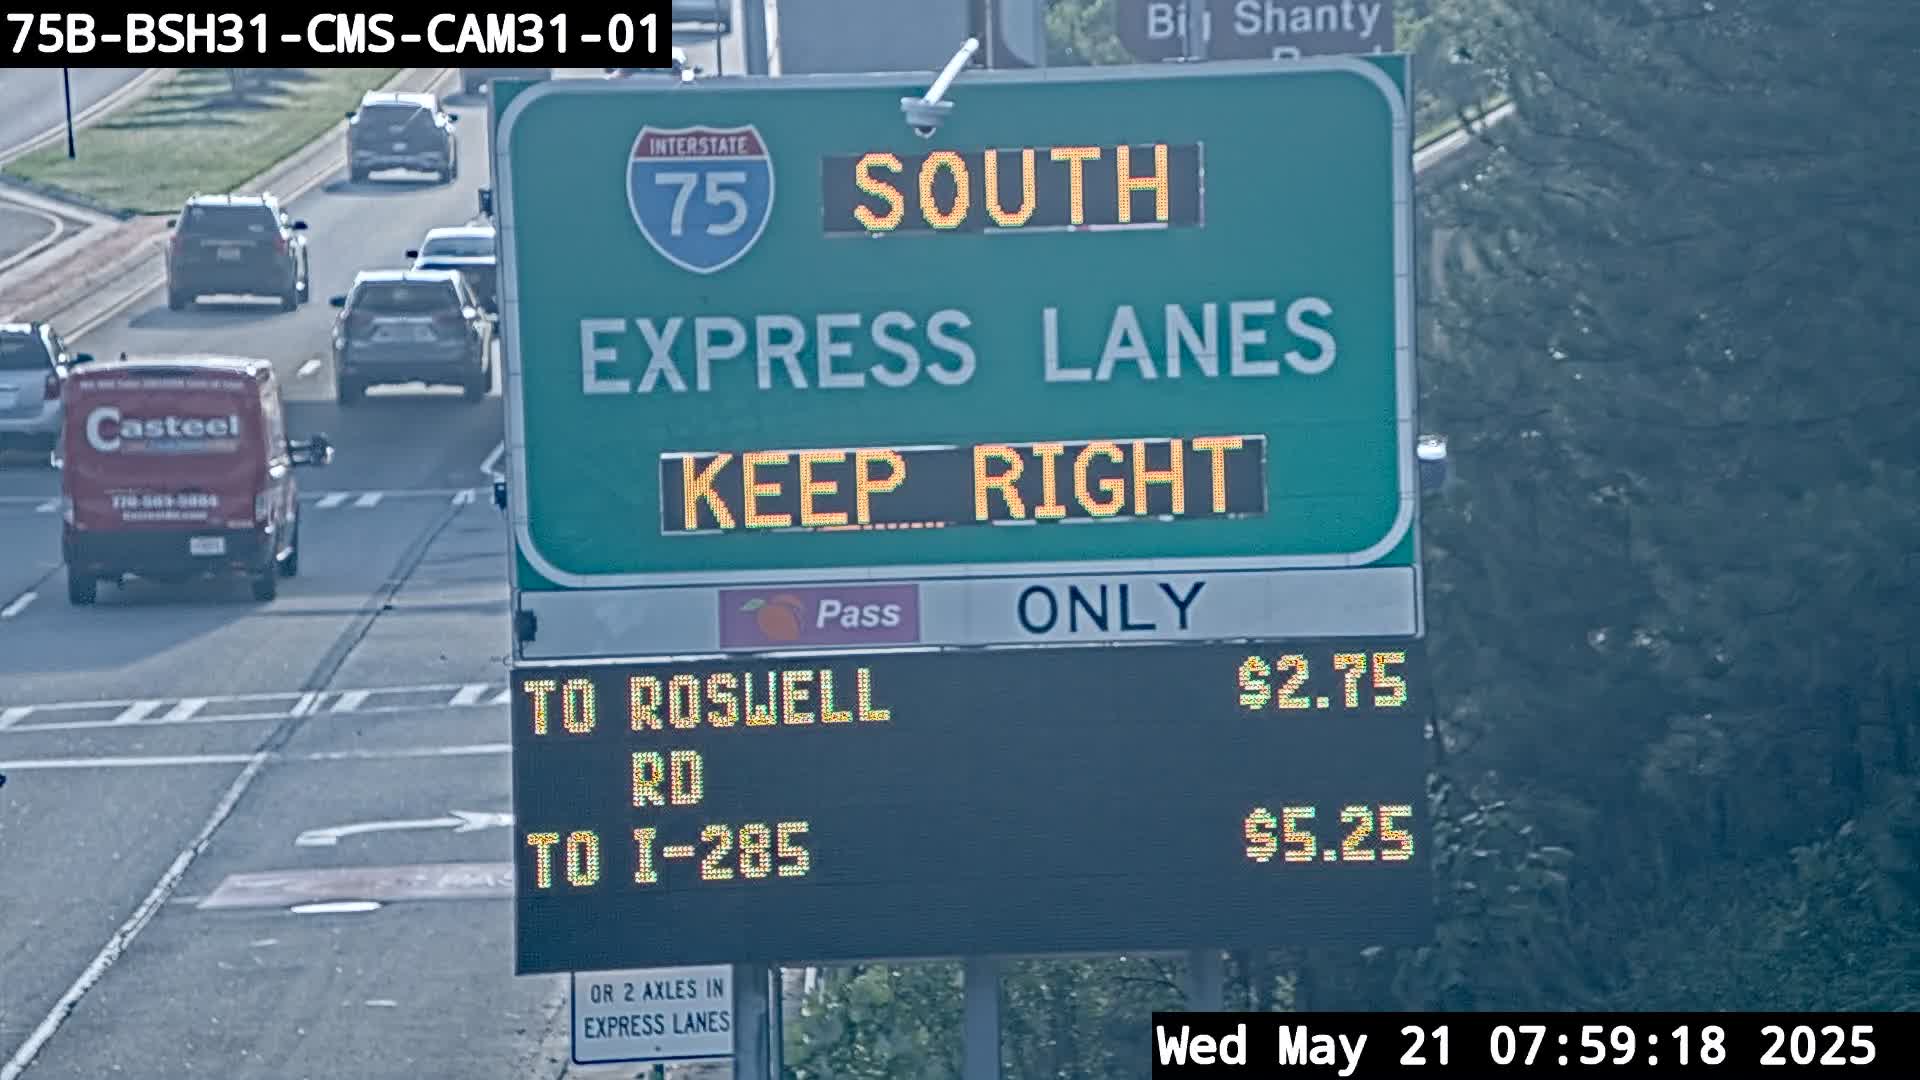 75B-BSH31-CMS-CAM31-01
Big Shanty
INTERSTATE
75
SOUTH
EXPRESS LANES
KEEP RIGHT
Pass ONLY
TO ROSWELL $2.75
RD
TO I-285 $5.25
Casteel
OR 2 AXLES IN
EXPRESS LANES
Wed May 21 07:59:18 2025